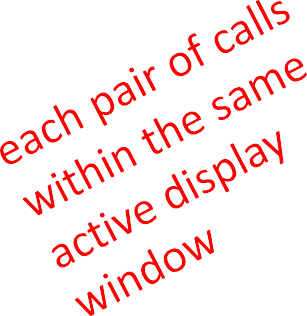 each pair of calls
within the same
active display
window